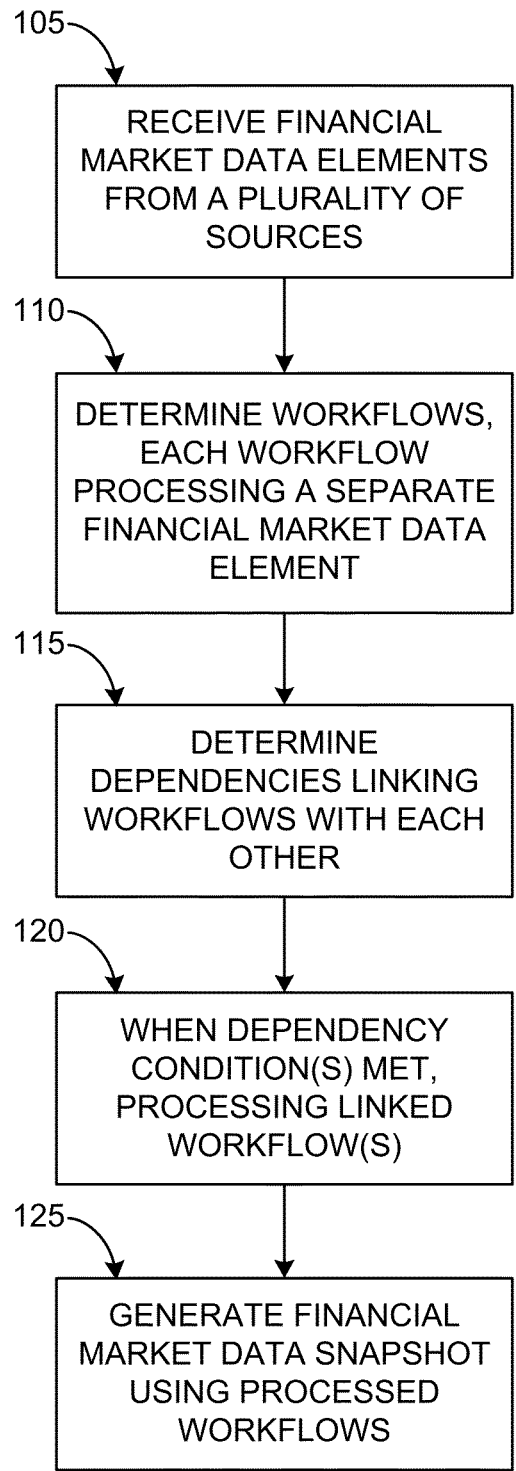 105
RECEIVE FINANCIAL
MARKET DATA ELEMENTS
FROM A PLURALITY OF
SOURCES
110
DETERMINE WORKFLOWS,
EACH WORKFLOW
PROCESSING A SEPARATE
FINANCIAL MARKET DATA
ELEMENT
115
DETERMINE
DEPENDENCIES LINKING
WORKFLOWS WITH EACH
OTHER
120
WHEN DEPENDENCY
CONDITION(S) MET,
PROCESSING LINKED
WORKFLOW(S)
125
GENERATE FINANCIAL
MARKET DATA SNAPSHOT
USING PROCESSED
WORKFLOWS